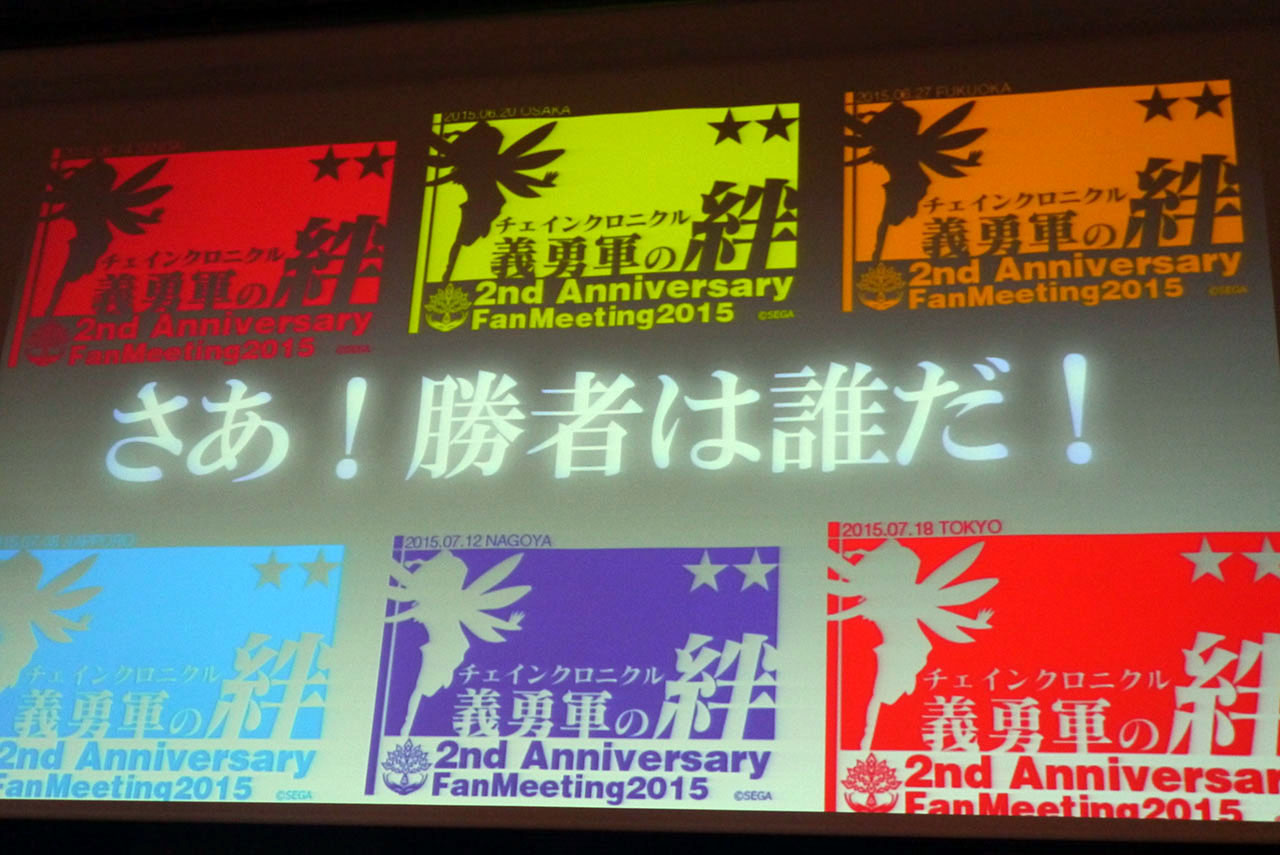 SENDAI
チェインクロニクル
義勇軍の絆
2nd Anniversary
FanMeeting2015
©SEGA
2015.06.20 OSAKA
チェインクロニクル
義勇軍の絆
2nd Anniversary
FanMeeting2015
©SEGA
2015.06.27 FUKUOKA
チェインクロニクル
義勇軍の絆
2nd Anniversary
FanMeeting2015
©SEGA
さあ！勝者は誰だ！
SAPPORO
チェインクロニクル
義勇軍の絆
2nd Anniversary
FanMeeting2015
©SEGA
2015.07.12 NAGOYA
チェインクロニクル
義勇軍の絆
2nd Anniversary
FanMeeting2015
©SEGA
2015.07.18 TOKYO
チェインクロニクル
義勇軍の絆
2nd Anniversar
FanMeeting2015